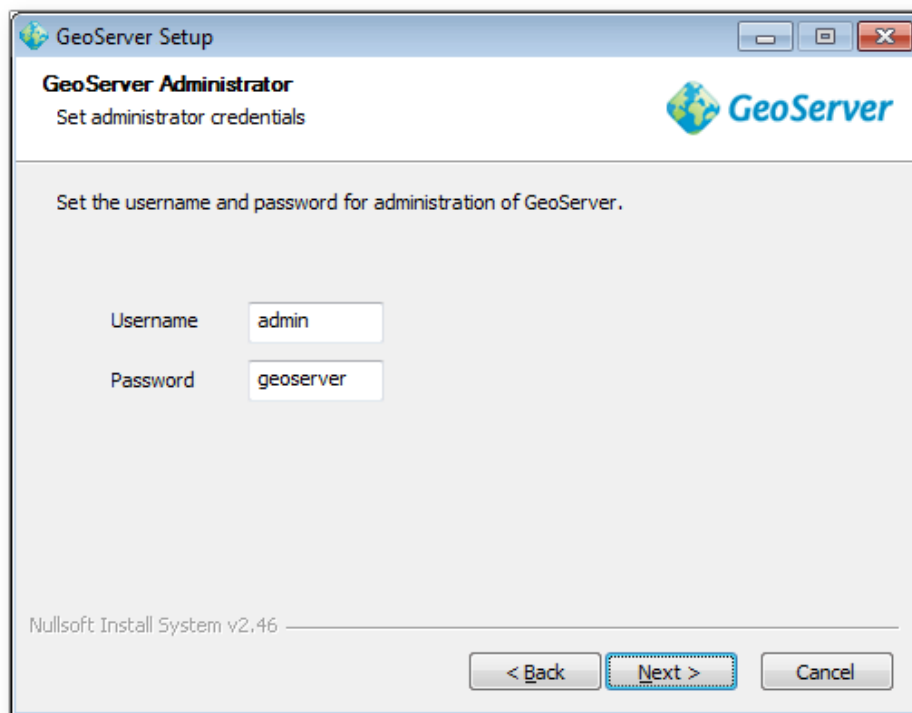 GeoServer Setup
GeoServer Administrator
Set administrator credentials
GeoServer
Set the username and password for administration of GeoServer.
Username admin
Password geoserver
Nullsoft Install System v2.46
< Back Next > Cancel